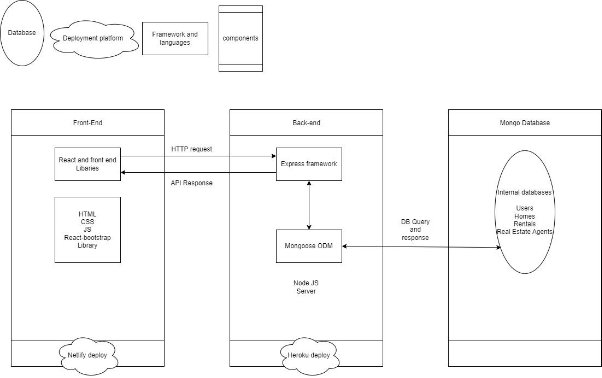 Database
Deployment platform
Framework and
languages
components
Front-End
Back-end
Mongo Database
React and front end
Libaries
HTTP request
Express framework
API Response
HTML
CSS
JS
React-bootstrap
Library
Mongoose ODM
DB Query
and
response
Internal databases
Users
Homes
Rentals
Real Estate Agents
Node JS
Server
Netlify deploy
Heroku deploy